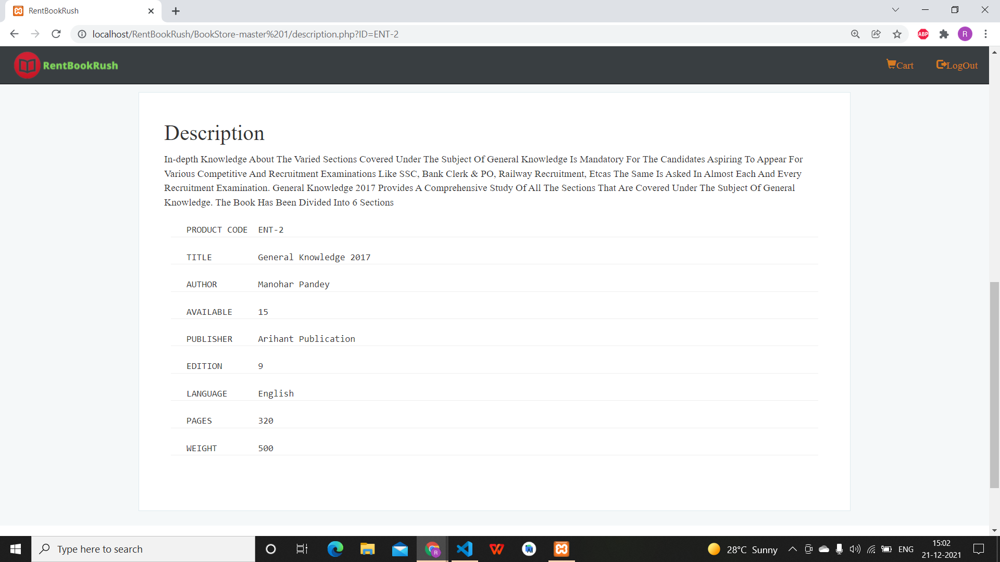 RentBookRush
localhost/RentBookRush/BookStore-master%201/description.php?ID=ENT-2
ABP
R
RentBookRush
Cart
LogOut
Description
In-depth Knowledge About The Varied Sections Covered Under The Subject Of General Knowledge Is Mandatory For The Candidates Aspiring To Appear For
Various Competitive And Recruitment Examinations Like SSC, Bank Clerk & PO, Railway Recruitment, Etcas The Same Is Asked In Almost Each And Every
Recruitment Examination. General Knowledge 2017 Provides A Comprehensive Study Of All The Sections That Are Covered Under The Subject Of General
Knowledge. The Book Has Been Divided Into 6 Sections
PRODUCT CODE ENT-2
TITLE General Knowledge 2017
AUTHOR Manohar Pandey
AVAILABLE 15
PUBLISHER Arihant Publication
EDITION 9
LANGUAGE English
PAGES 320
WEIGHT 500
Type here to search
R
28°C Sunny
ENG
15:02
21-12-2021